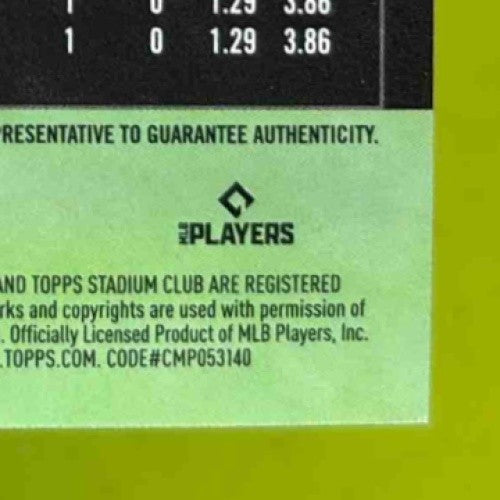 1 0 1.29 3.86
1 0 1.29 3.86
RESENTATIVE TO GUARANTEE AUTHENTICITY.
MLB PLAYERS
AND TOPPS STADIUM CLUB ARE REGISTERED
rks and copyrights are used with permission of
. Officially Licensed Product of MLB Players, Inc.
.TOPPS.COM. CODE#CMP053140